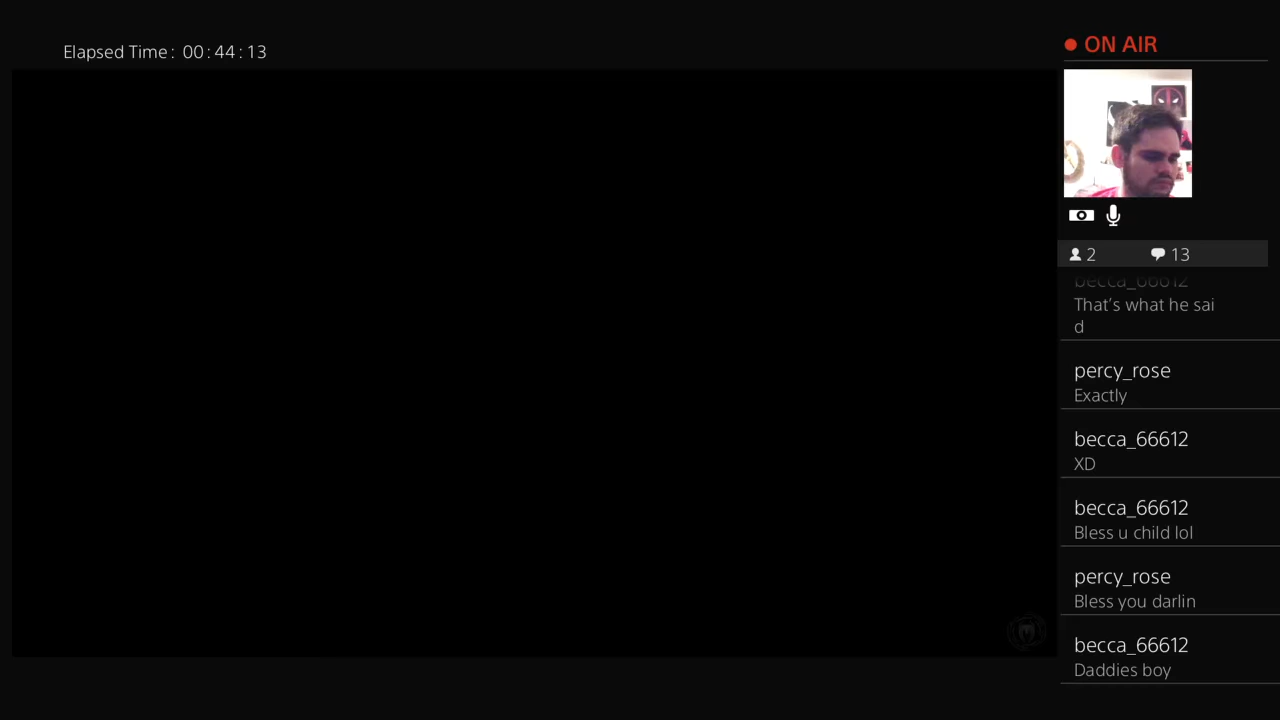 Elapsed Time: 00:44:13
ON AIR
2 13
becca_66612
That's what he sai
d
percy_rose
Exactly
becca_66612
XD
becca_66612
Bless u child lol
percy_rose
Bless you darlin
becca_66612
Daddies boy